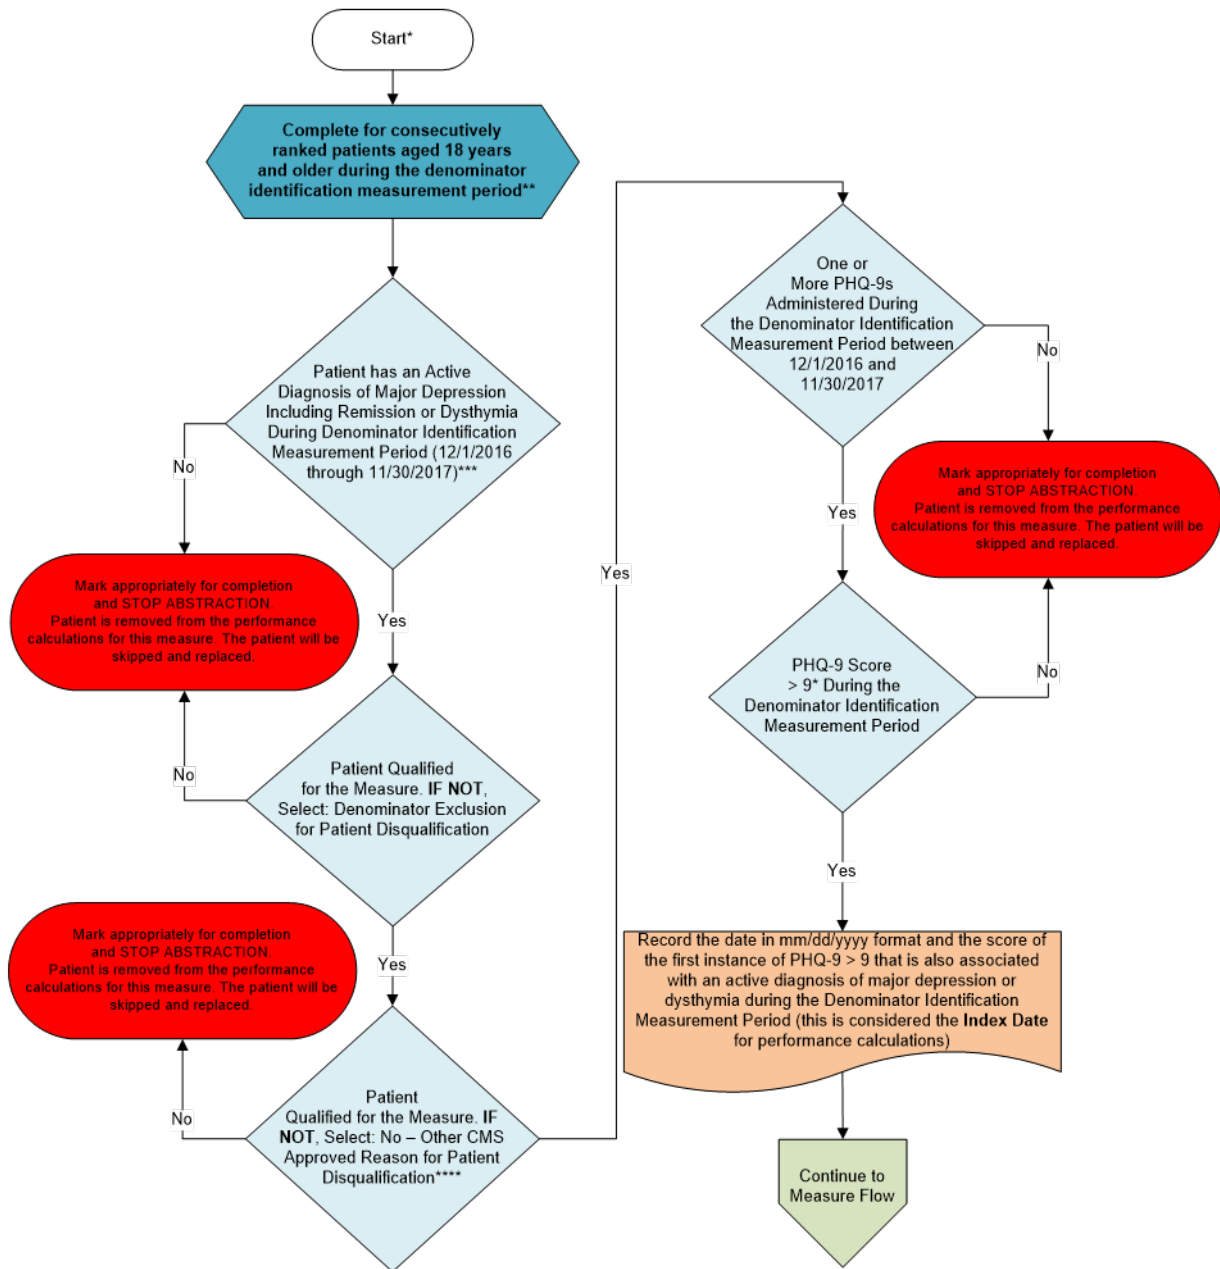 Start*
Complete for consecutively
ranked patients aged 18 years
and older during the denominator
identification measurement period**
Patient has an Active
Diagnosis of Major Depression
Including Remission or Dysthymia
During Denominator Identification
Measurement Period (12/1/2016
through 11/30/2017)***
No
Mark appropriately for completion
and STOP ABSTRACTION.
Patient is removed from the performance
calculations for this measure. The patient will be
skipped and replaced.
Yes
No
Patient Qualified
for the Measure. IF NOT,
Select: Denominator Exclusion
for Patient Disqualification
Mark appropriately for completion
and STOP ABSTRACTION.
Patient is removed from the performance
calculations for this measure. The patient will be
skipped and replaced.
Yes
No
Patient
Qualified for the Measure. IF
NOT, Select: No – Other CMS
Approved Reason for Patient
Disqualification****
Yes
One or
More PHQ-9s
Administered During
the Denominator Identification
Measurement Period between
12/1/2016 and
11/30/2017
No
Mark appropriately for completion
and STOP ABSTRACTION.
Patient is removed from the performance
calculations for this measure. The patient will be
skipped and replaced.
Yes
No
PHQ-9 Score
> 9* During the
Denominator Identification
Measurement Period
Yes
Record the date in mm/dd/yyyy format and the score of
the first instance of PHQ-9 > 9 that is also associated
with an active diagnosis of major depression or
dysthymia during the Denominator Identification
Measurement Period (this is considered the Index Date
for performance calculations)
Continue to
Measure Flow